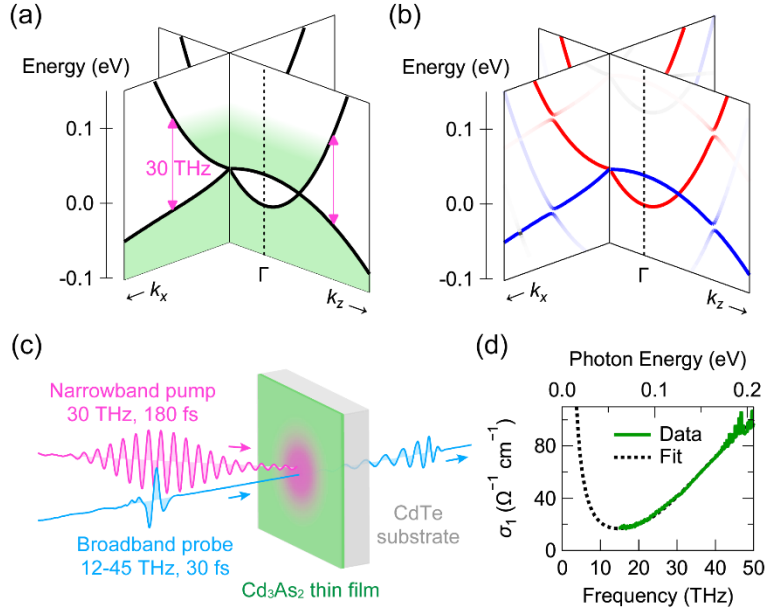 (a)
Energy (eV)
0.1
0.0
-0.1
30 THz
← kₓ
Γ
k_z →
(b)
Energy (eV)
0.1
0.0
-0.1
← kₓ
Γ
k_z →
(c)
Narrowband pump
30 THz, 180 fs
Broadband probe
12-45 THz, 30 fs
CdTe
substrate
Cd₃As₂ thin film
(d)
Photon Energy (eV)
0.0 0.1 0.2
80
60
40
20
0
σ₁ (Ω⁻¹ cm⁻¹)
Data
Fit
0 10 20 30 40 50
Frequency (THz)